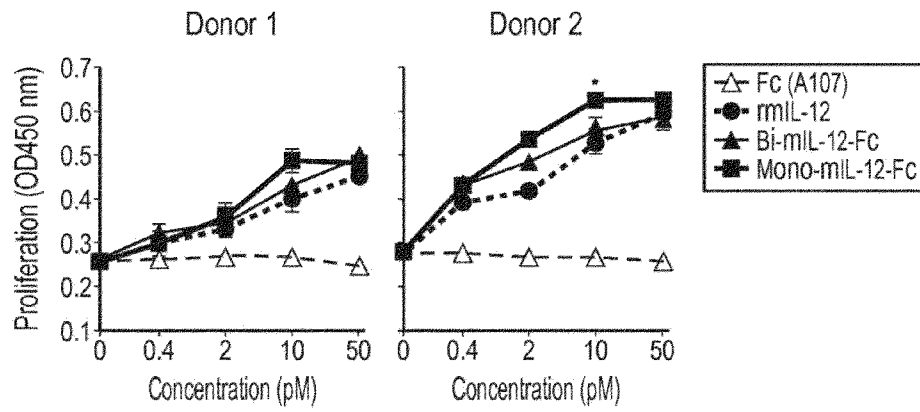 Donor 1
Donor 2
Proliferation (OD450 nm)
0.7
0.6
0.5
0.4
0.3
0.2
0.1
0 0.4 2 10 50
Concentration (pM)
*
0 0.4 2 10 50
Concentration (pM)
Fc (A107)
rmIL-12
Bi-mIL-12-Fc
Mono-mIL-12-Fc